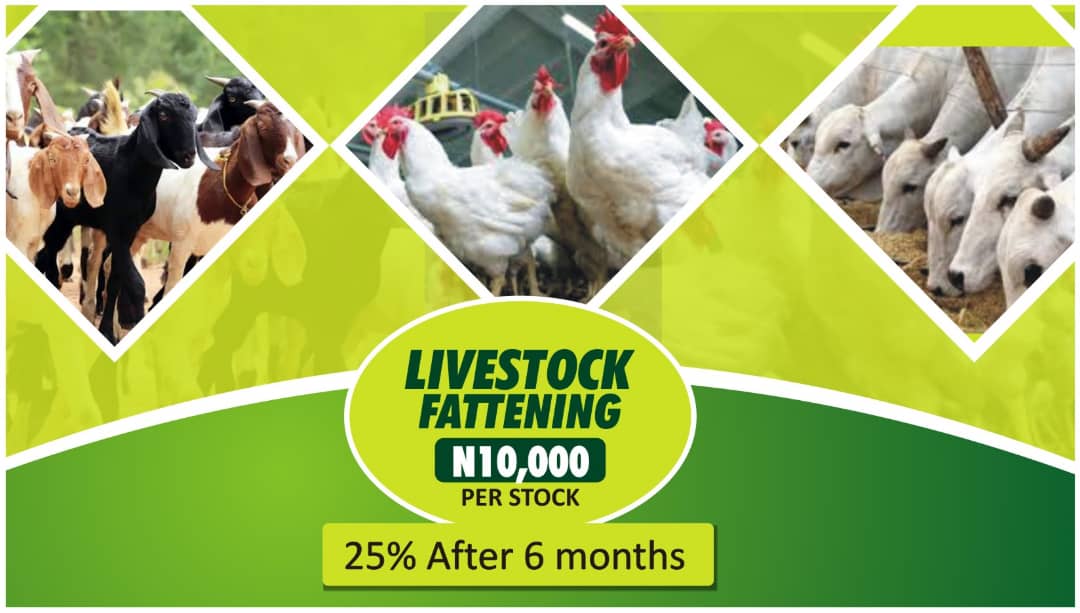 LIVESTOCK
FATTENING
N10,000
PER STOCK
25% After 6 months